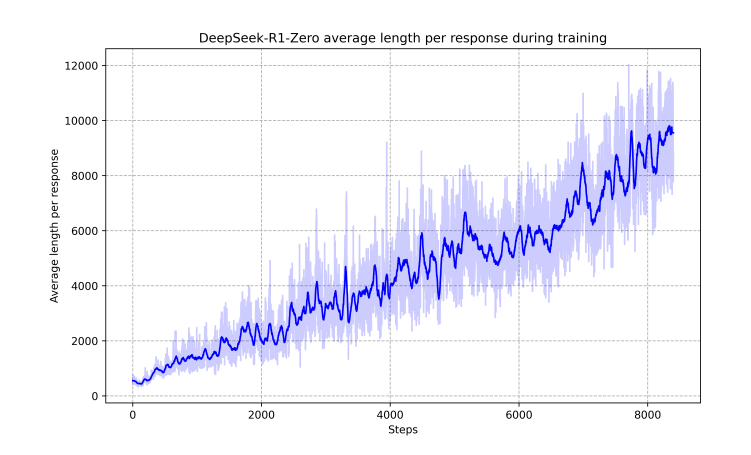 DeepSeek-R1-Zero average length per response during training
12000
10000
8000
6000
4000
2000
0
Average length per response
0 2000 4000 6000 8000
Steps